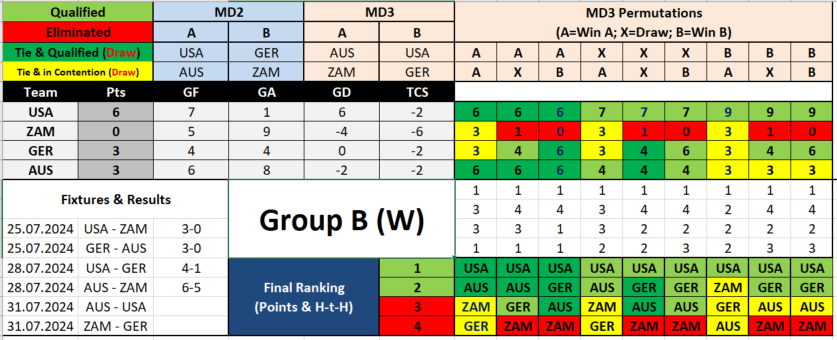 Qualified MD2 MD3 MD3 Permutations
Eliminated A B A B (A=Win A; X=Draw; B=Win B)
Tie & Qualified (Draw) USA GER AUS USA A A A X X X B B B
Tie & in Contention (Draw) AUS ZAM ZAM GER A X B A X B A X B
Team Pts GF GA GD TCS
USA 6 7 1 6 -2 6 6 6 7 7 7 9 9 9
ZAM 0 5 9 -4 -6 3 1 0 3 1 0 3 1 0
GER 3 4 4 0 -2 3 4 6 3 4 6 3 4 6
AUS 3 6 8 -2 -2 6 6 6 4 4 4 3 3 3
Fixtures & Results
1 1 1 1 1 1 1 1 1
3 4 4 3 4 4 2 4 4
25.07.2024 USA - ZAM 3-0 Group B (W) 3 3 1 3 2 2 2 2 2
25.07.2024 GER - AUS 3-0 1 1 1 2 2 3 2 3 3
28.07.2024 USA - GER 4-1 1 USA USA USA USA USA USA USA USA USA
28.07.2024 AUS - ZAM 6-5 Final Ranking 2 AUS AUS GER AUS GER GER ZAM GER GER
31.07.2024 AUS - USA (Points & H-t-H) 3 ZAM GER AUS ZAM AUS AUS GER AUS AUS
31.07.2024 ZAM - GER 4 GER ZAM ZAM GER ZAM ZAM AUS ZAM ZAM